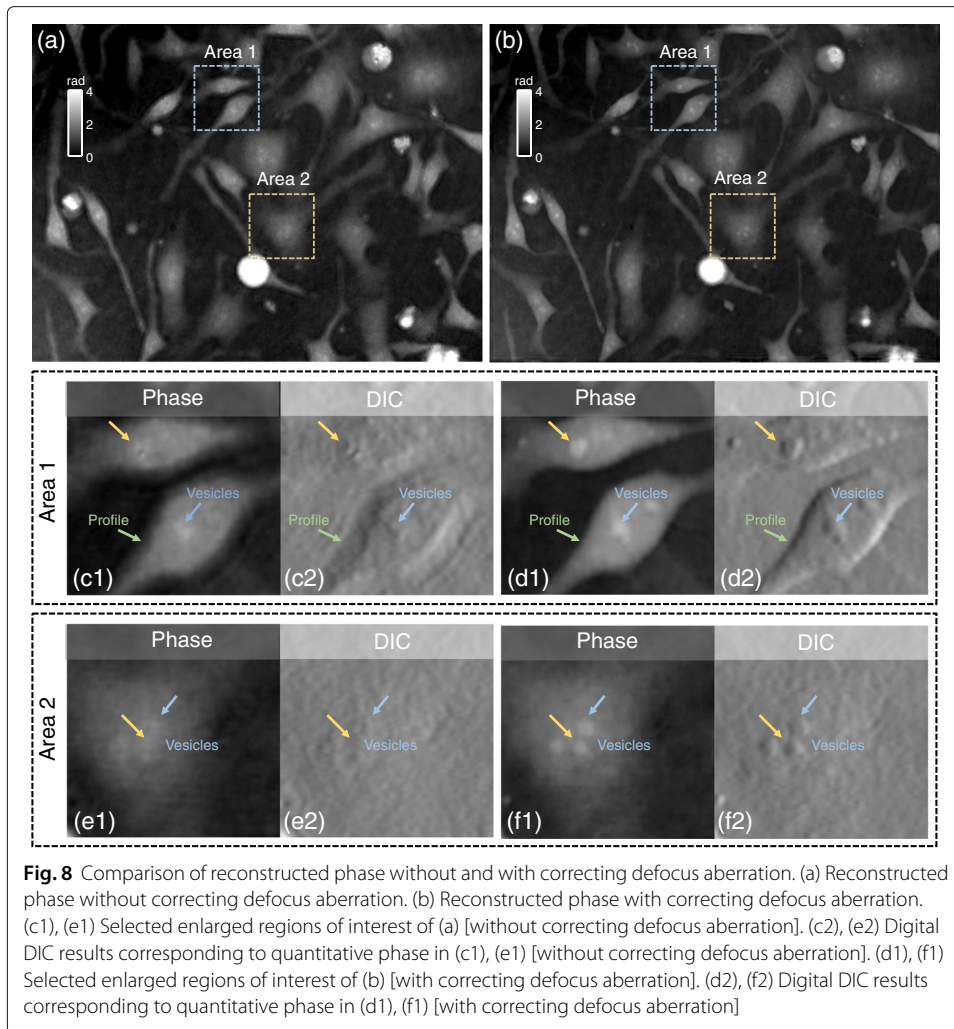 (a)
Area 1
rad
4
2
0
Area 2
(b)
Area 1
rad
4
2
0
Area 2
Area 1
Phase
DIC
Phase
DIC
Vesicles
Profile
(c1)
Vesicles
Profile
(c2)
Vesicles
Profile
(d1)
Vesicles
Profile
(d2)
Area 2
Phase
DIC
Phase
DIC
Vesicles
(e1)
Vesicles
(e2)
Vesicles
(f1)
Vesicles
(f2)
Fig. 8 Comparison of reconstructed phase without and with correcting defocus aberration. (a) Reconstructed
phase without correcting defocus aberration. (b) Reconstructed phase with correcting defocus aberration.
(c1), (e1) Selected enlarged regions of interest of (a) [without correcting defocus aberration]. (c2), (e2) Digital
DIC results corresponding to quantitative phase in (c1), (e1) [without correcting defocus aberration]. (d1), (f1)
Selected enlarged regions of interest of (b) [with correcting defocus aberration]. (d2), (f2) Digital DIC results
corresponding to quantitative phase in (d1), (f1) [with correcting defocus aberration]